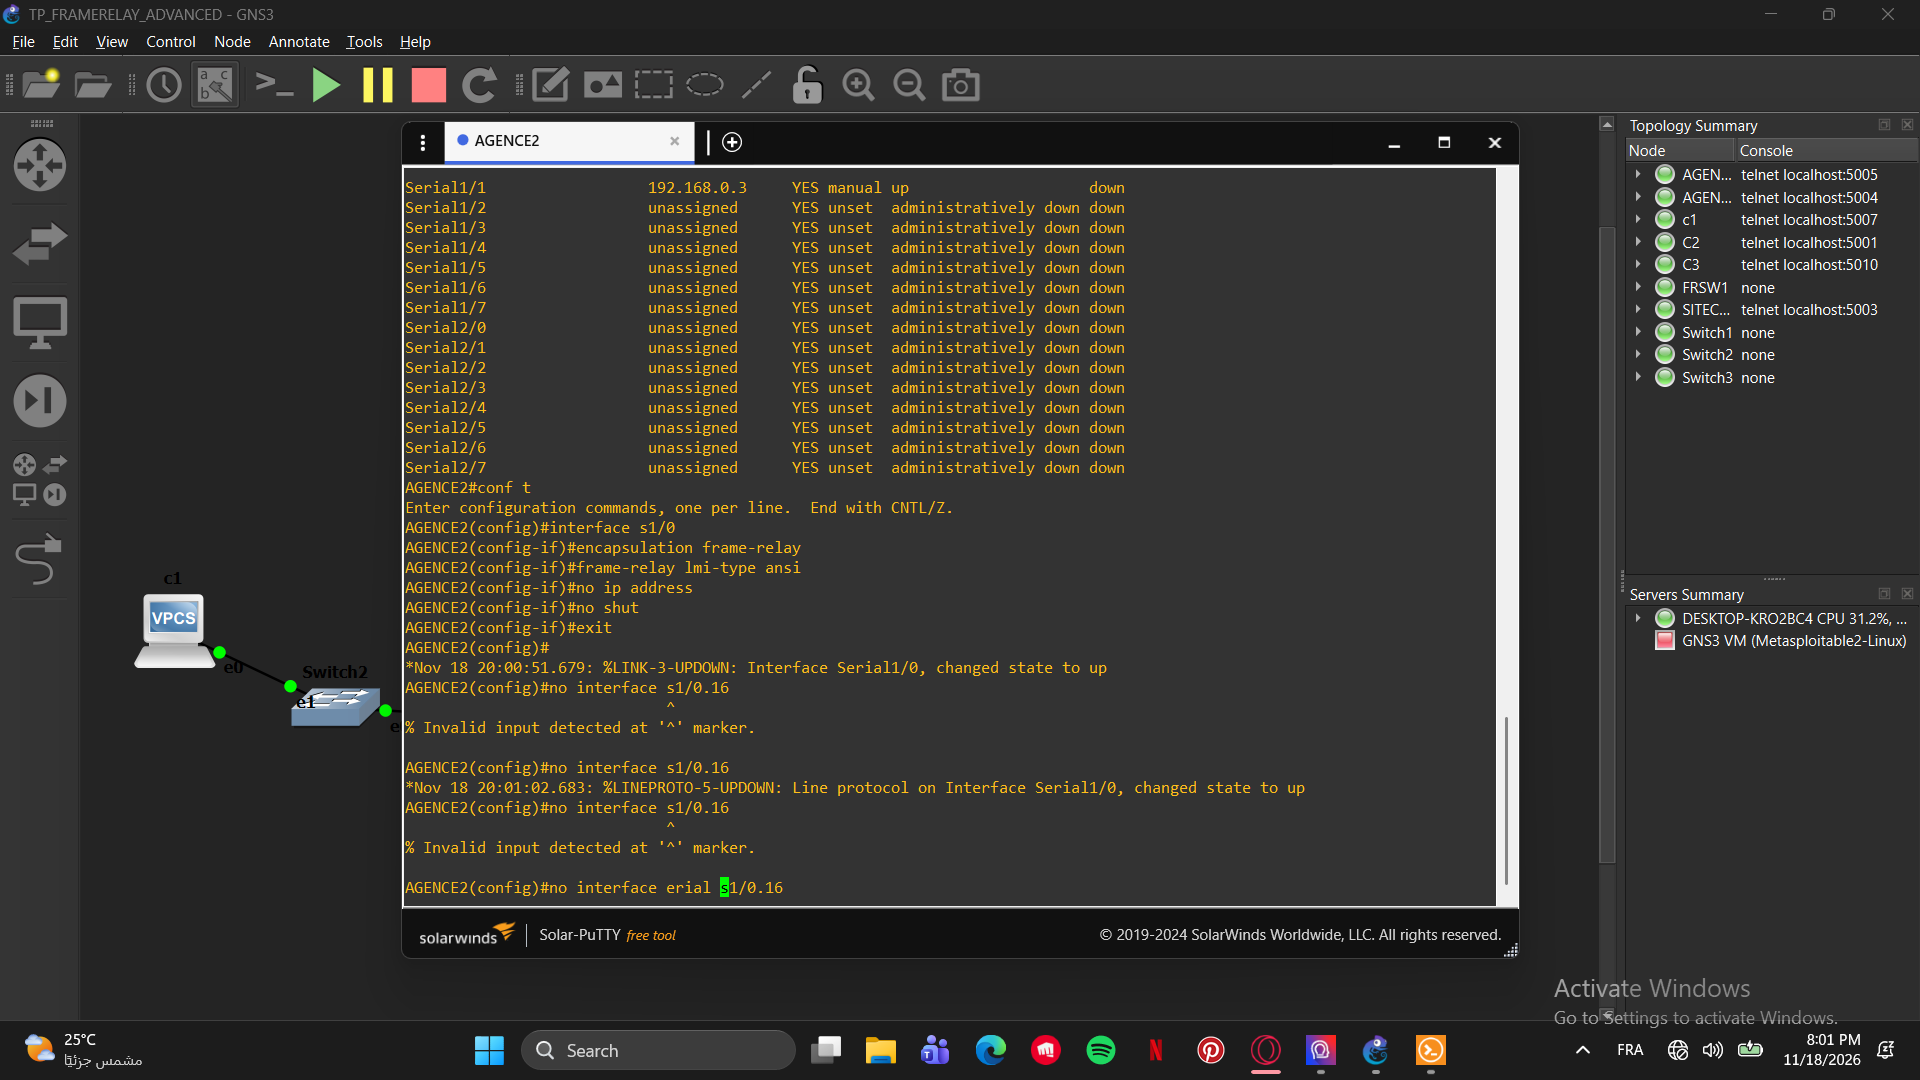 TP_FRAMERELAY_ADVANCED - GNS3
File Edit View Control Node Annotate Tools Help
AGENCE2
Serial1/1 192.168.0.3 YES manual up down
Serial1/2 unassigned YES unset administratively down down
Serial1/3 unassigned YES unset administratively down down
Serial1/4 unassigned YES unset administratively down down
Serial1/5 unassigned YES unset administratively down down
Serial1/6 unassigned YES unset administratively down down
Serial1/7 unassigned YES unset administratively down down
Serial2/0 unassigned YES unset administratively down down
Serial2/1 unassigned YES unset administratively down down
Serial2/2 unassigned YES unset administratively down down
Serial2/3 unassigned YES unset administratively down down
Serial2/4 unassigned YES unset administratively down down
Serial2/5 unassigned YES unset administratively down down
Serial2/6 unassigned YES unset administratively down down
Serial2/7 unassigned YES unset administratively down down
AGENCE2#conf t
Enter configuration commands, one per line. End with CNTL/Z.
AGENCE2(config)#interface s1/0
AGENCE2(config-if)#encapsulation frame-relay
AGENCE2(config-if)#frame-relay lmi-type ansi
AGENCE2(config-if)#no ip address
AGENCE2(config-if)#no shut
AGENCE2(config-if)#exit
AGENCE2(config)#
*Nov 18 20:00:51.679: %LINK-3-UPDOWN: Interface Serial1/0, changed state to up
AGENCE2(config)#no interface s1/0.16
^
% Invalid input detected at '^' marker.
AGENCE2(config)#no interface s1/0.16
*Nov 18 20:01:02.683: %LINEPROTO-5-UPDOWN: Line protocol on Interface Serial1/0, changed state to up
AGENCE2(config)#no interface s1/0.16
^
% Invalid input detected at '^' marker.
AGENCE2(config)#no interface erial s1/0.16
solarwinds
Solar-PuTTY free tool
© 2019-2024 SolarWinds Worldwide, LLC. All rights reserved.
c1
VPCS
e0
Switch2
e1
e
Topology Summary
Node Console
AGEN... telnet localhost:5005
AGEN... telnet localhost:5004
c1 telnet localhost:5007
C2 telnet localhost:5001
C3 telnet localhost:5010
FRSW1 none
SITEC... telnet localhost:5003
Switch1 none
Switch2 none
Switch3 none
Servers Summary
DESKTOP-KRO2BC4 CPU 31.2%, ...
GNS3 VM (Metasploitable2-Linux)
Activate Windows
Go to Settings to activate Windows.
25°C
مشمس جزئيًا
Search
FRA
8:01 PM
11/18/2026